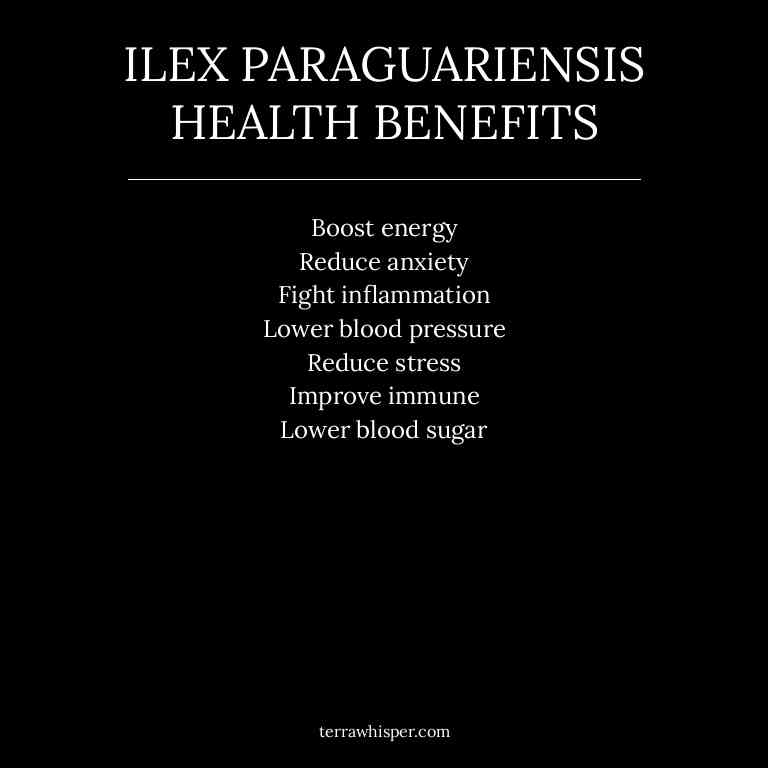 ILEX PARAGUARIENSIS
HEALTH BENEFITS
Boost energy
Reduce anxiety
Fight inflammation
Lower blood pressure
Reduce stress
Improve immune
Lower blood sugar
terrawhisper.com